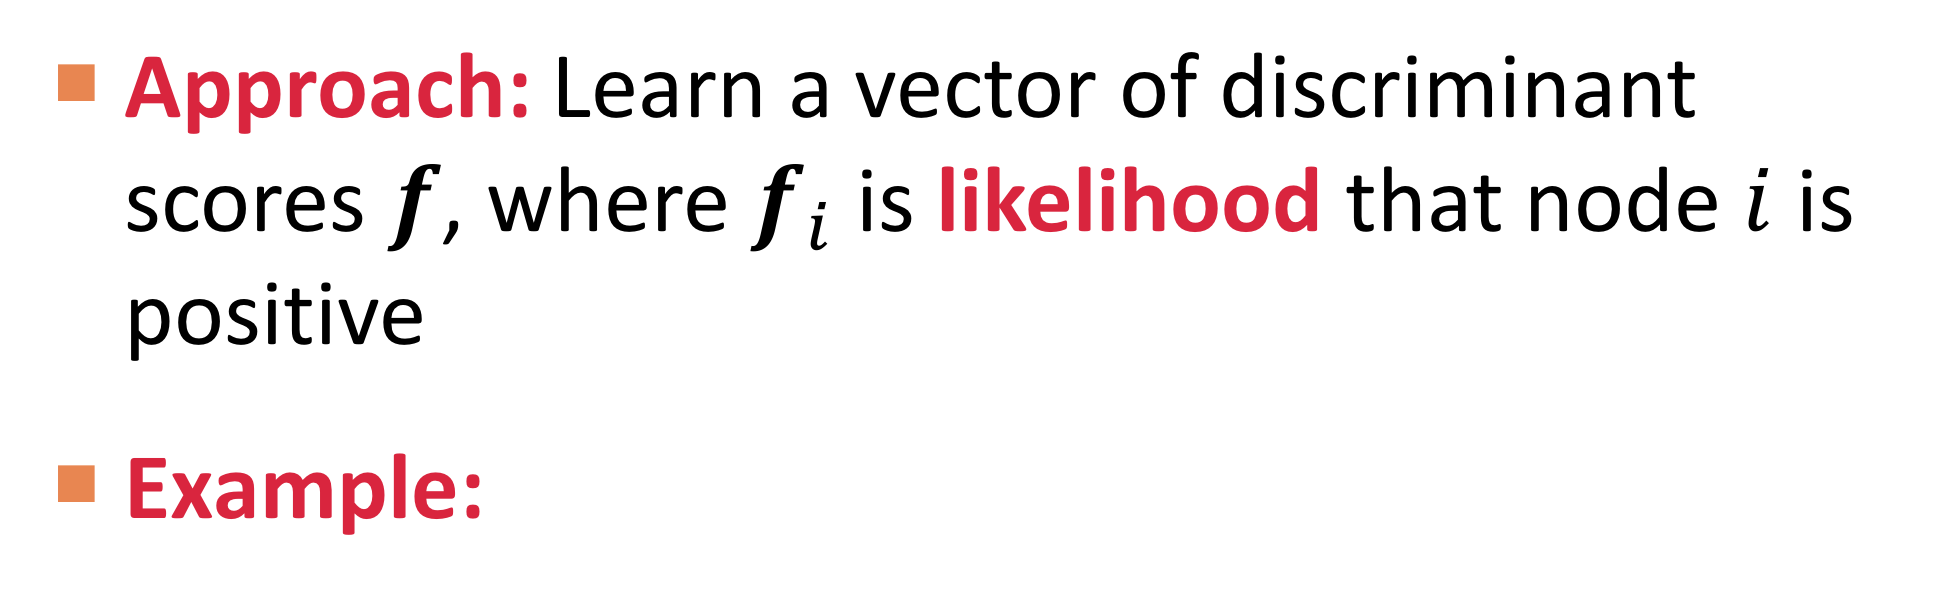 Approach: Learn a vector of discriminant
scores f, where fᵢ is likelihood that node i is
positive
Example: